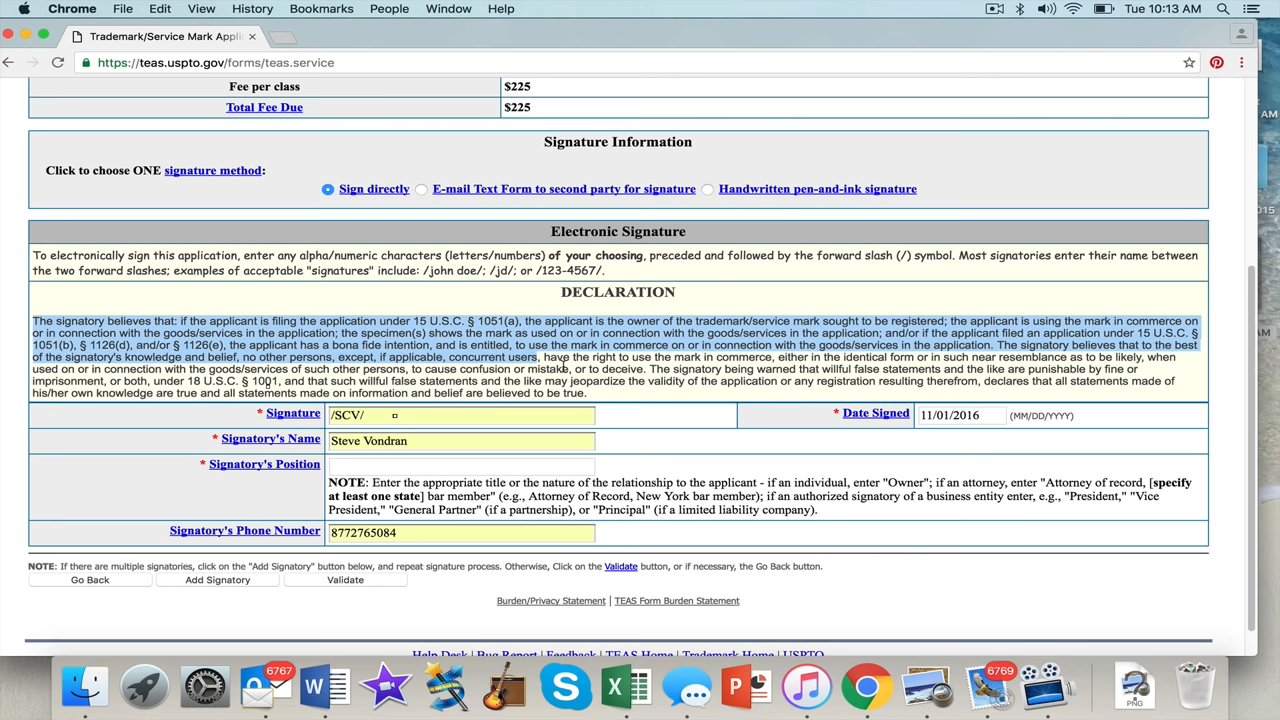 Chrome File Edit View History Bookmarks People Window Help Tue 10:13 AM
Trademark/Service Mark Appli
https://teas.uspto.gov/forms/teas.service
AM
Fee per class $225
Total Fee Due $225
Signature Information
Click to choose ONE signature method:
Sign directly E-mail Text Form to second party for signature Handwritten pen-and-ink signature
015
Electronic Signature
To electronically sign this application, enter any alpha/numeric characters (letters/numbers) of your choosing, preceded and followed by the forward slash (/) symbol. Most signatories enter their name between
the two forward slashes; examples of acceptable "signatures" include: /john doe/; /jd/; or /123-4567/.
DECLARATION
The signatory believes that: if the applicant is filing the application under 15 U.S.C. § 1051(a), the applicant is the owner of the trademark/service mark sought to be registered; the applicant is using the mark in commerce on
or in connection with the goods/services in the application; the specimen(s) shows the mark as used on or in connection with the goods/services in the application; and/or if the applicant filed an application under 15 U.S.C. §
1051(b), § 1126(d), and/or § 1126(e), the applicant has a bona fide intention, and is entitled, to use the mark in commerce on or in connection with the goods/services in the application. The signatory believes that to the best
of the signatory's knowledge and belief, no other persons, except, if applicable, concurrent users, have the right to use the mark in commerce, either in the identical form or in such near resemblance as to be likely, when
used on or in connection with the goods/services of such other persons, to cause confusion or mistake, or to deceive. The signatory being warned that willful false statements and the like are punishable by fine or
imprisonment, or both, under 18 U.S.C. § 1001, and that such willful false statements and the like may jeopardize the validity of the application or any registration resulting therefrom, declares that all statements made of
his/her own knowledge are true and all statements made on information and belief are believed to be true.
AM
* Signature /SCV/ * Date Signed 11/01/2016 (MM/DD/YYYY)
* Signatory's Name Steve Vondran
* Signatory's Position
NOTE: Enter the appropriate title or the nature of the relationship to the applicant - if an individual, enter "Owner"; if an attorney, enter "Attorney of record, [specify
at least one state] bar member" (e.g., Attorney of Record, New York bar member); if an authorized signatory of a business entity enter, e.g., "President," "Vice
President," "General Partner" (if a partnership), or "Principal" (if a limited liability company).
Signatory's Phone Number 8772765084
NOTE: If there are multiple signatories, click on the "Add Signatory" button below, and repeat signature process. Otherwise, Click on the Validate button, or if necessary, the Go Back button.
Go Back Add Signatory Validate
Burden/Privacy Statement | TEAS Form Burden Statement
Help Desk | Bug Report | Feedback | TEAS Home | Trademark Home | USPTO
6767 6769
PNG